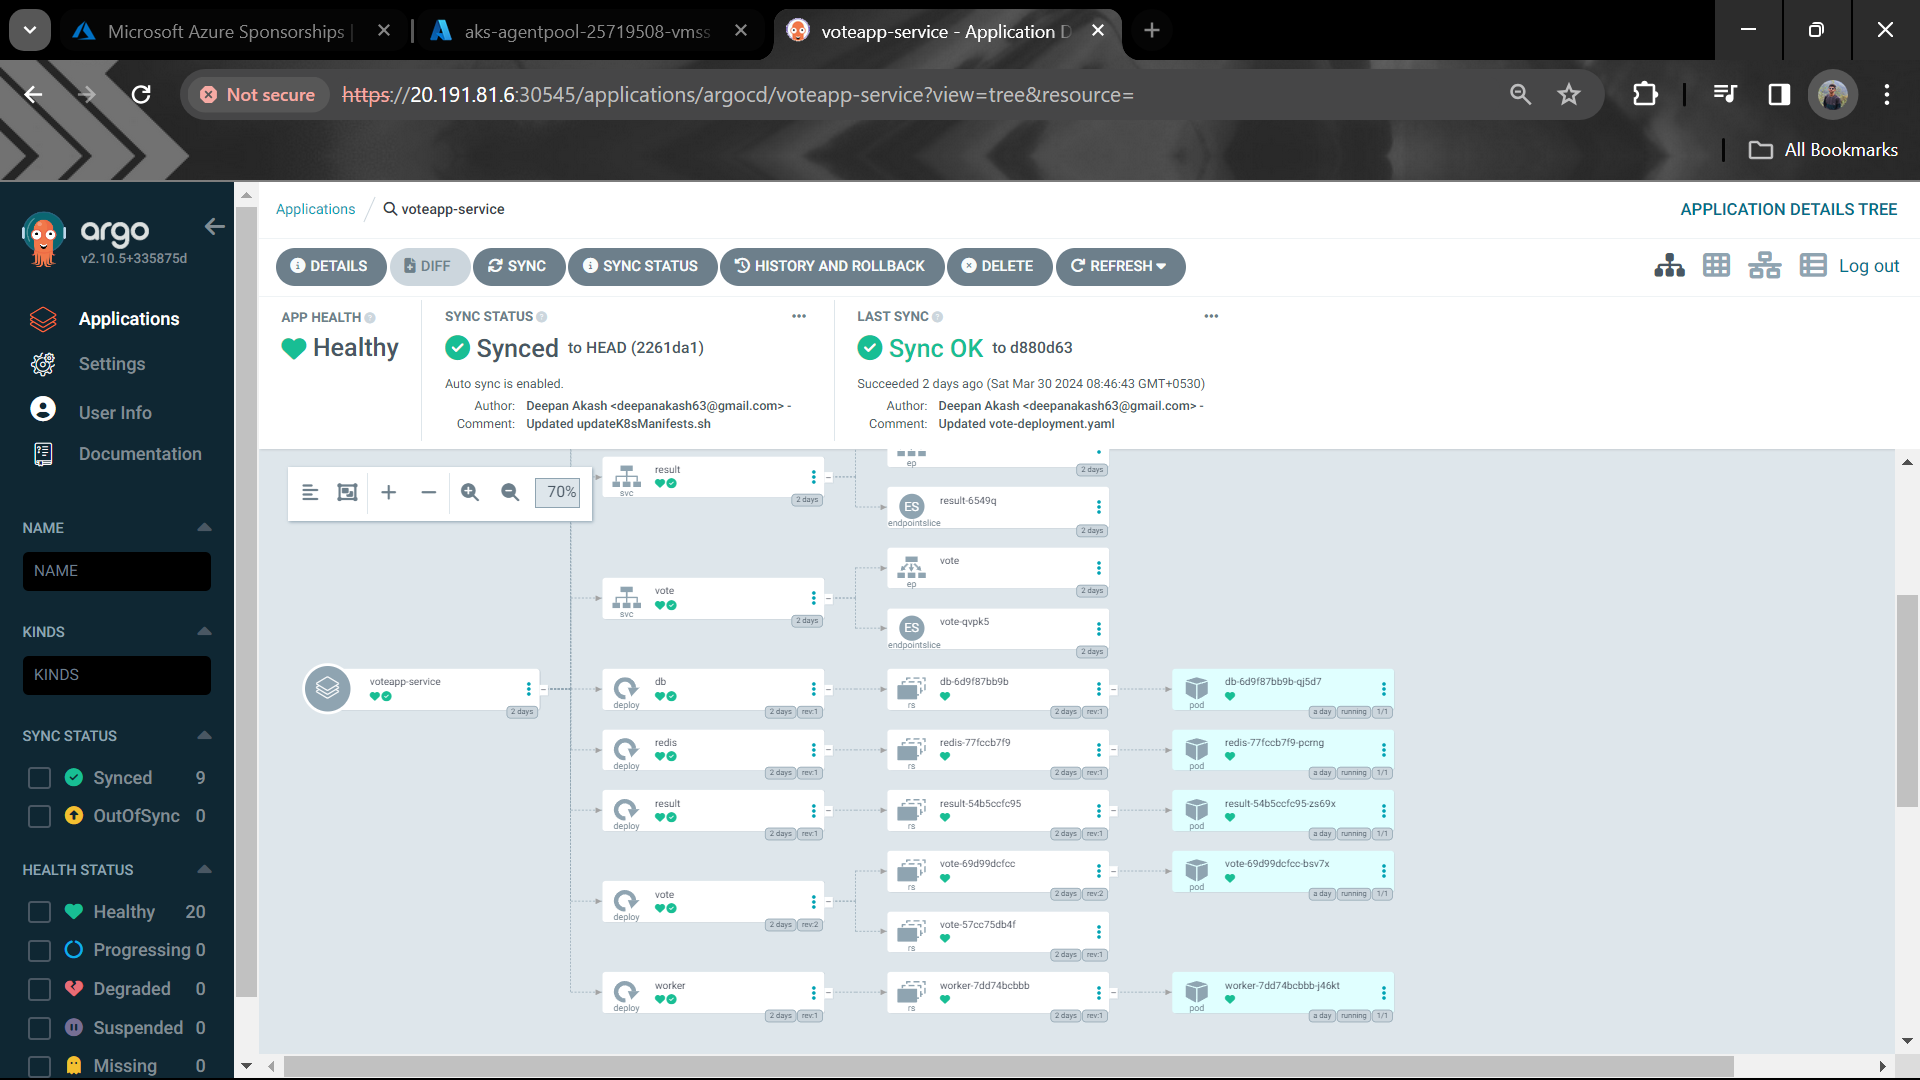 Microsoft Azure Sponsorships |
aks-agentpool-25719508-vmss
voteapp-service - Application D
Not secure
https://20.191.81.6:30545/applications/argocd/voteapp-service?view=tree&resource=
All Bookmarks
argo
v2.10.5+335875d
Applications
Settings
User Info
Documentation
NAME
NAME
KINDS
KINDS
SYNC STATUS
Synced 9
OutOfSync 0
HEALTH STATUS
Healthy 20
Progressing 0
Degraded 0
Suspended 0
Missing 0
Applications / voteapp-service
APPLICATION DETAILS TREE
DETAILS
DIFF
SYNC
SYNC STATUS
HISTORY AND ROLLBACK
DELETE
REFRESH
Log out
APP HEALTH
Healthy
SYNC STATUS
Synced to HEAD (2261da1)
Auto sync is enabled.
Author: Deepan Akash <deepanakash63@gmail.com> -
Comment: Updated updateK8sManifests.sh
LAST SYNC
Sync OK to d880d63
Succeeded 2 days ago (Sat Mar 30 2024 08:46:43 GMT+0530)
Author: Deepan Akash <deepanakash63@gmail.com> -
Comment: Updated vote-deployment.yaml
70%
result
svc
2 days
ep
2 days
ES
result-6549q
endpointslice
2 days
vote
svc
2 days
vote
ep
2 days
ES
vote-qvpk5
endpointslice
2 days
voteapp-service
2 days
db
deploy
2 days rev:1
db-6d9f87bb9b
rs
2 days rev:1
db-6d9f87bb9b-qj5d7
pod
a day running 1/1
redis
deploy
2 days rev:1
redis-77fccb7f9
rs
2 days rev:1
redis-77fccb7f9-pcrng
pod
a day running 1/1
result
deploy
2 days rev:1
result-54b5ccfc95
rs
2 days rev:1
result-54b5ccfc95-zs69x
pod
a day running 1/1
vote
deploy
2 days rev:2
vote-69d99dcfcc
rs
2 days rev:2
vote-69d99dcfcc-bsv7x
pod
a day running 1/1
vote-57cc75db4f
rs
2 days rev:1
worker
deploy
2 days rev:1
worker-7dd74bcbbb
rs
2 days rev:1
worker-7dd74bcbbb-j46kt
pod
a day running 1/1